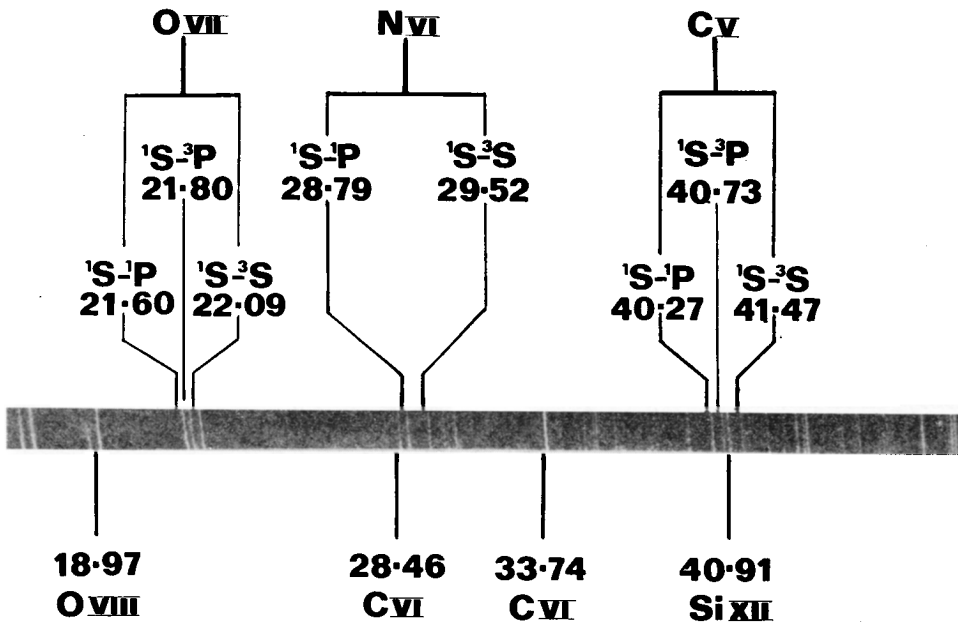 O VII N VI C V
¹S-³P ¹S-¹P ¹S-³S ¹S-³P
21·80 28·79 29·52 40·73
¹S-¹P ¹S-³S ¹S-¹P ¹S-³S
21·60 22·09 40·27 41·47
18·97 28·46 33·74 40·91
O VIII C VI C VI Si XII